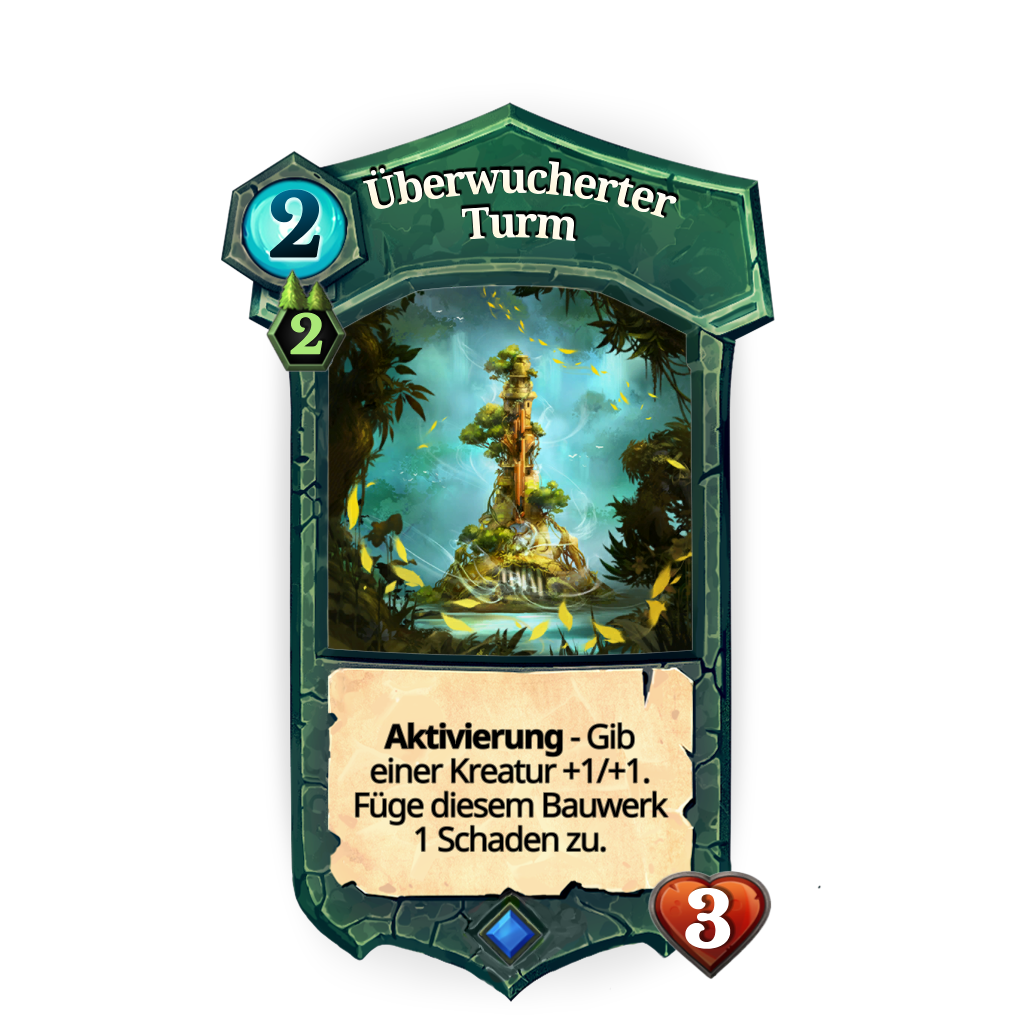 2
Überwucherter
Turm
2
Aktivierung - Gib
einer Kreatur +1/+1.
Füge diesem Bauwerk
1 Schaden zu.
3